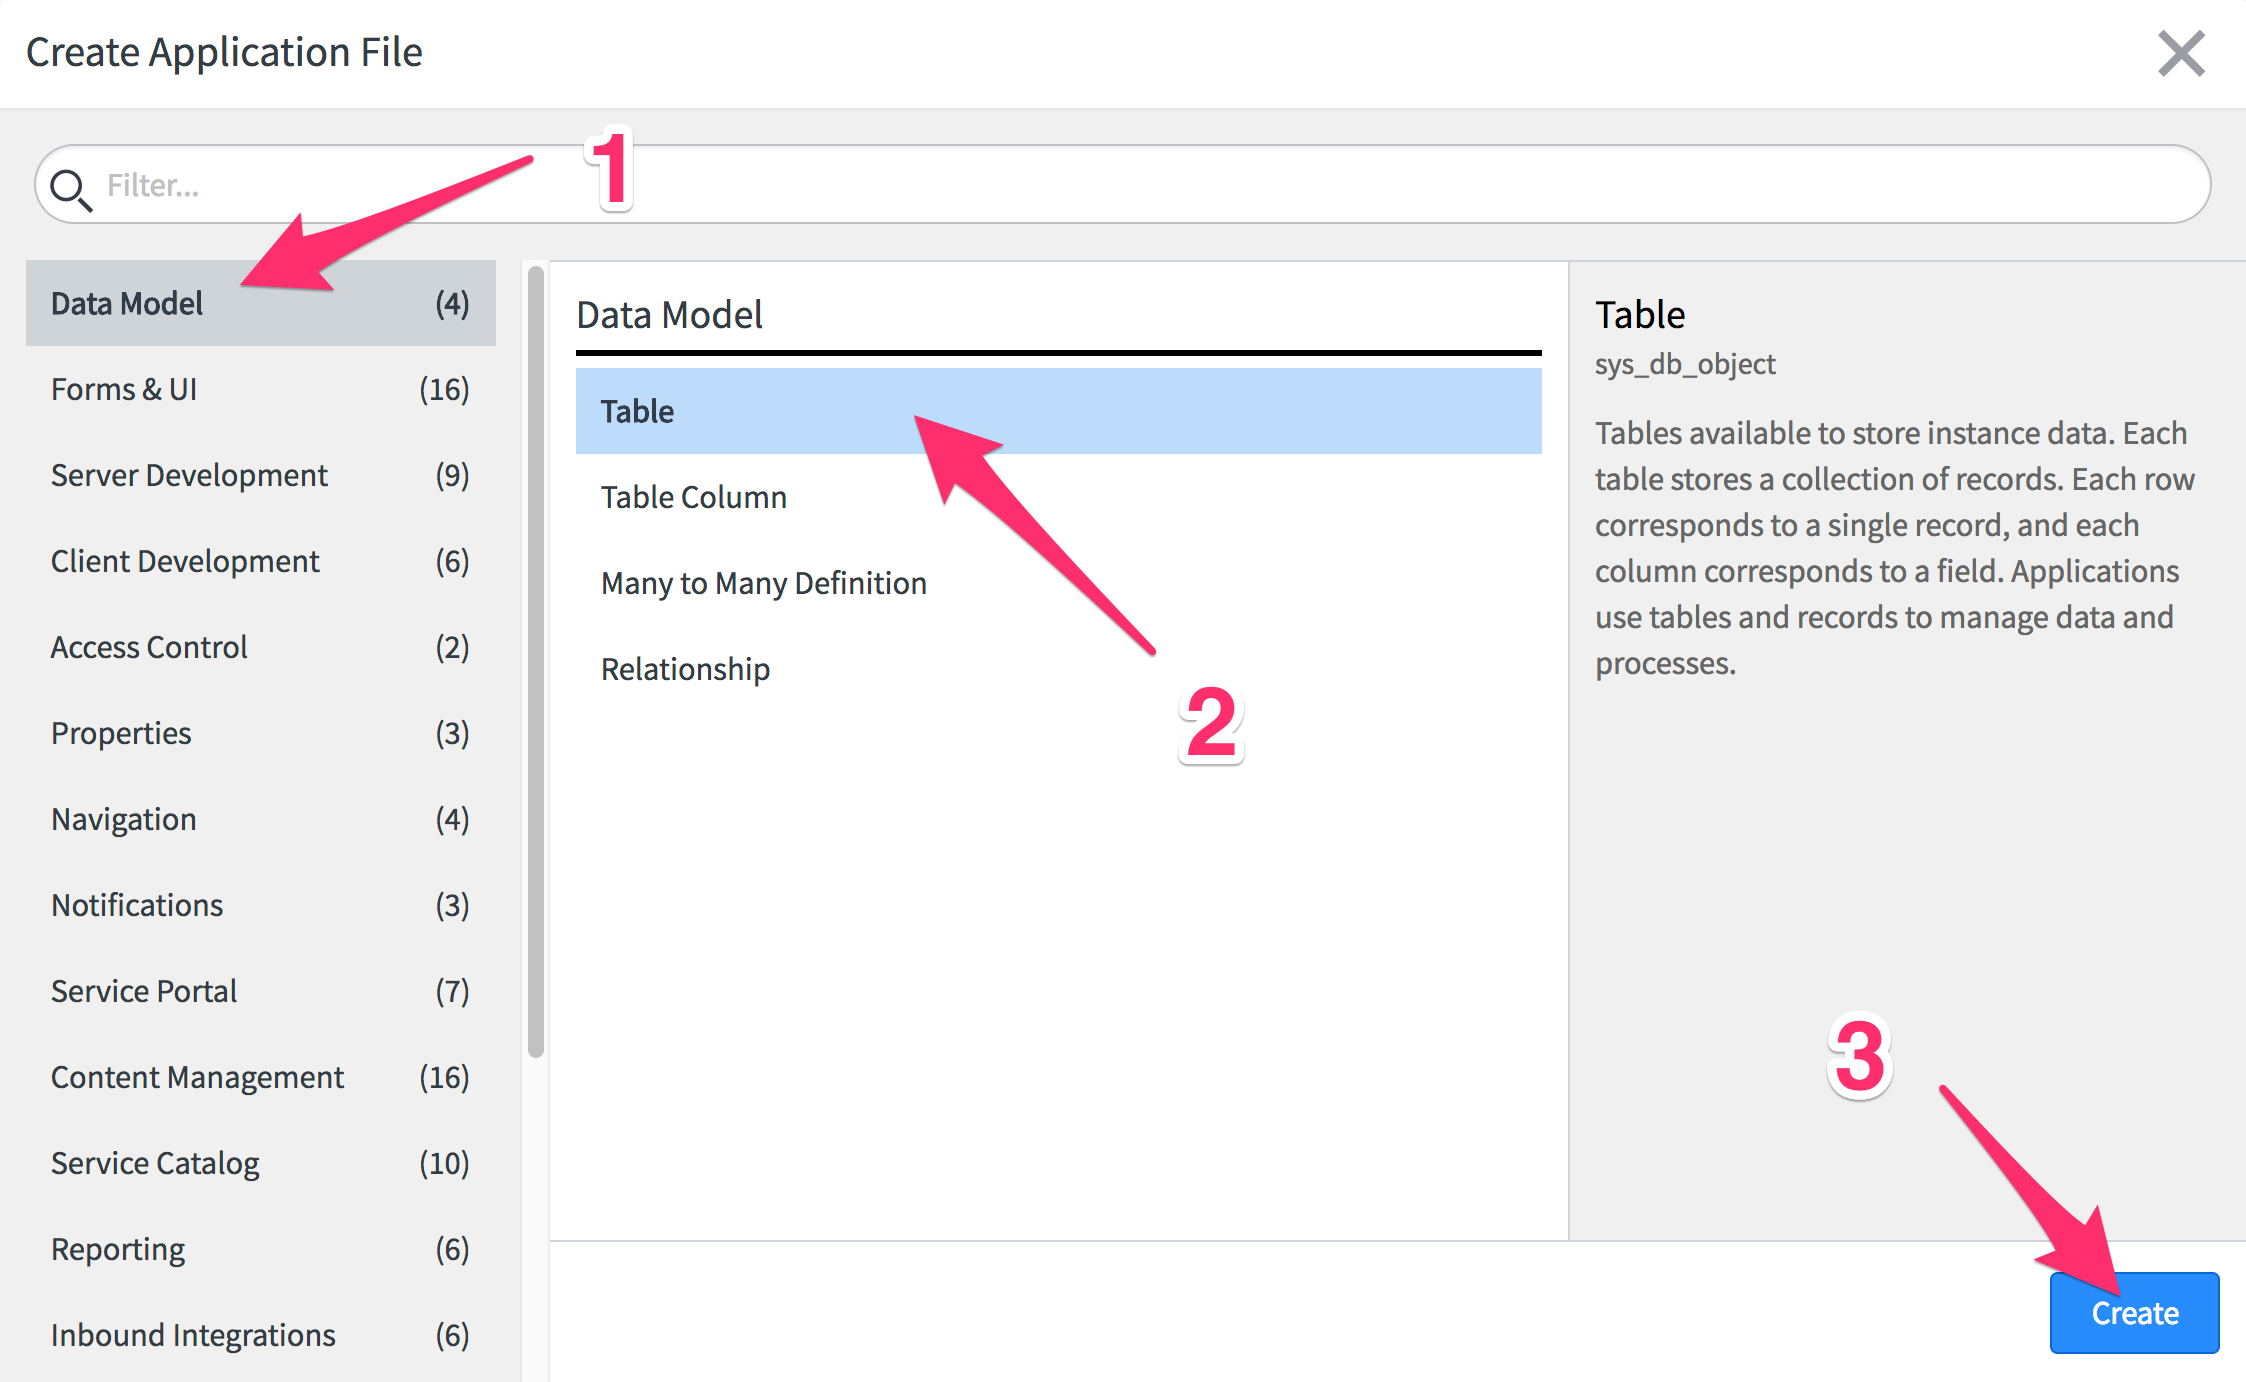 Create Application File
1
Filter...
Data Model (4)
Forms & UI (16)
Server Development (9)
Client Development (6)
Access Control (2)
Properties (3)
Navigation (4)
Notifications (3)
Service Portal (7)
Content Management (16)
Service Catalog (10)
Reporting (6)
Inbound Integrations (6)
Data Model
Table
Table Column
Many to Many Definition
Relationship
2
Table
sys_db_object
Tables available to store instance data. Each
table stores a collection of records. Each row
corresponds to a single record, and each
column corresponds to a field. Applications
use tables and records to manage data and
processes.
3
Create